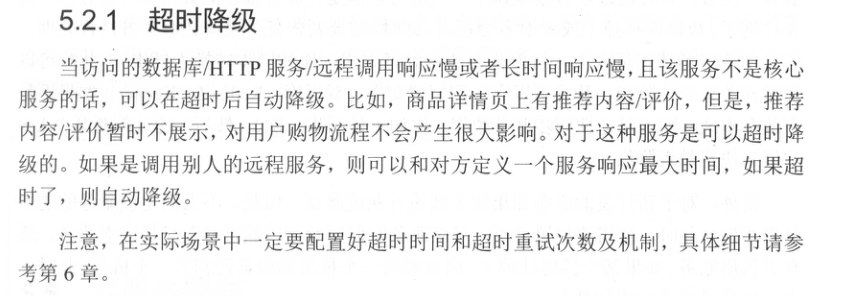 5.2.1 超时降级
当访问的数据库/HTTP 服务/远程调用响应慢或者长时间响应慢，且该服务不是核心
服务的话，可以在超时后自动降级。比如，商品详情页上有推荐内容/评价，但是，推荐
内容/评价暂时不展示，对用户购物流程不会产生很大影响。对于这种服务是可以超时降
级的。如果是调用别人的远程服务，则可以和对方定义一个服务响应最大时间，如果超
时了，则自动降级。
注意，在实际场景中一定要配置好超时时间和超时重试次数及机制，具体细节请参
考第 6 章。